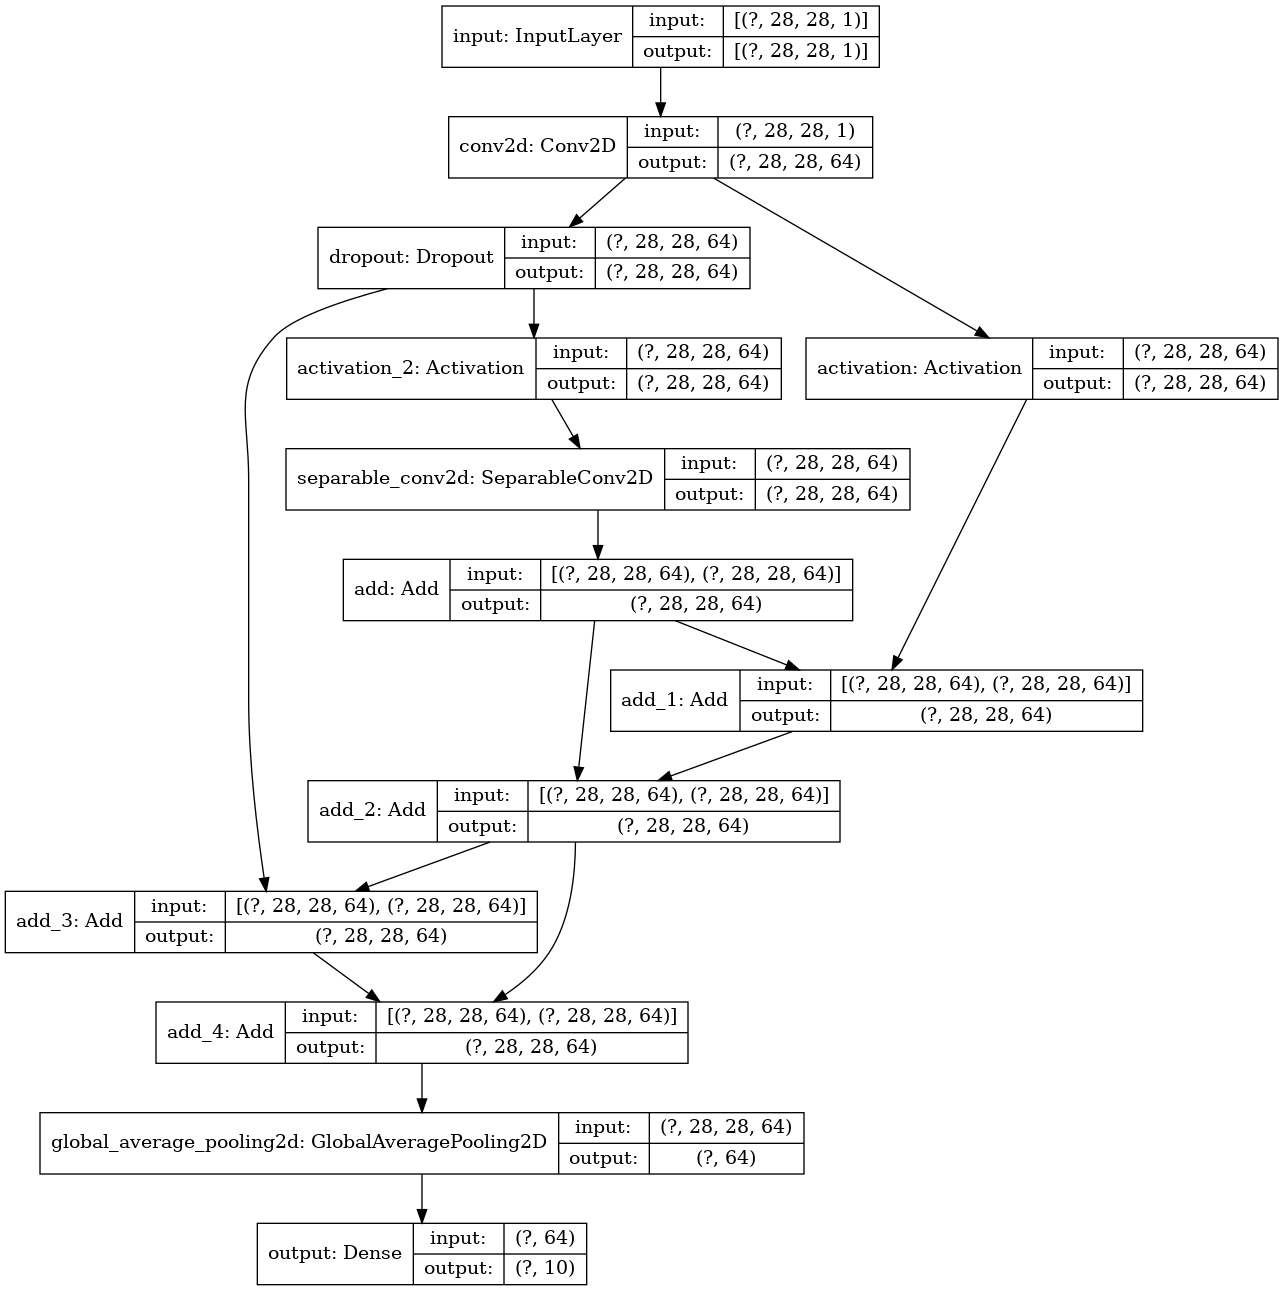 input: InputLayer
input: [(?, 28, 28, 1)]
output: [(?, 28, 28, 1)]
conv2d: Conv2D
input: (?, 28, 28, 1)
output: (?, 28, 28, 64)
dropout: Dropout
input: (?, 28, 28, 64)
output: (?, 28, 28, 64)
activation_2: Activation
input: (?, 28, 28, 64)
output: (?, 28, 28, 64)
activation: Activation
input: (?, 28, 28, 64)
output: (?, 28, 28, 64)
separable_conv2d: SeparableConv2D
input: (?, 28, 28, 64)
output: (?, 28, 28, 64)
add: Add
input: [(?, 28, 28, 64), (?, 28, 28, 64)]
output: (?, 28, 28, 64)
add_1: Add
input: [(?, 28, 28, 64), (?, 28, 28, 64)]
output: (?, 28, 28, 64)
add_2: Add
input: [(?, 28, 28, 64), (?, 28, 28, 64)]
output: (?, 28, 28, 64)
add_3: Add
input: [(?, 28, 28, 64), (?, 28, 28, 64)]
output: (?, 28, 28, 64)
add_4: Add
input: [(?, 28, 28, 64), (?, 28, 28, 64)]
output: (?, 28, 28, 64)
global_average_pooling2d: GlobalAveragePooling2D
input: (?, 28, 28, 64)
output: (?, 64)
output: Dense
input: (?, 64)
output: (?, 10)